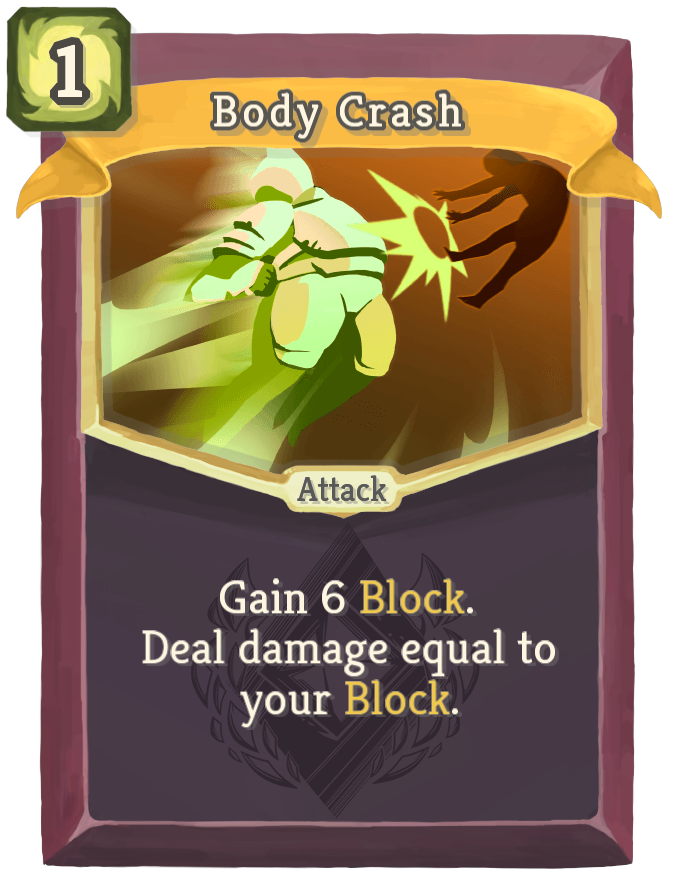 1
Body Crash
Attack
Gain 6 Block.
Deal damage equal to
your Block.